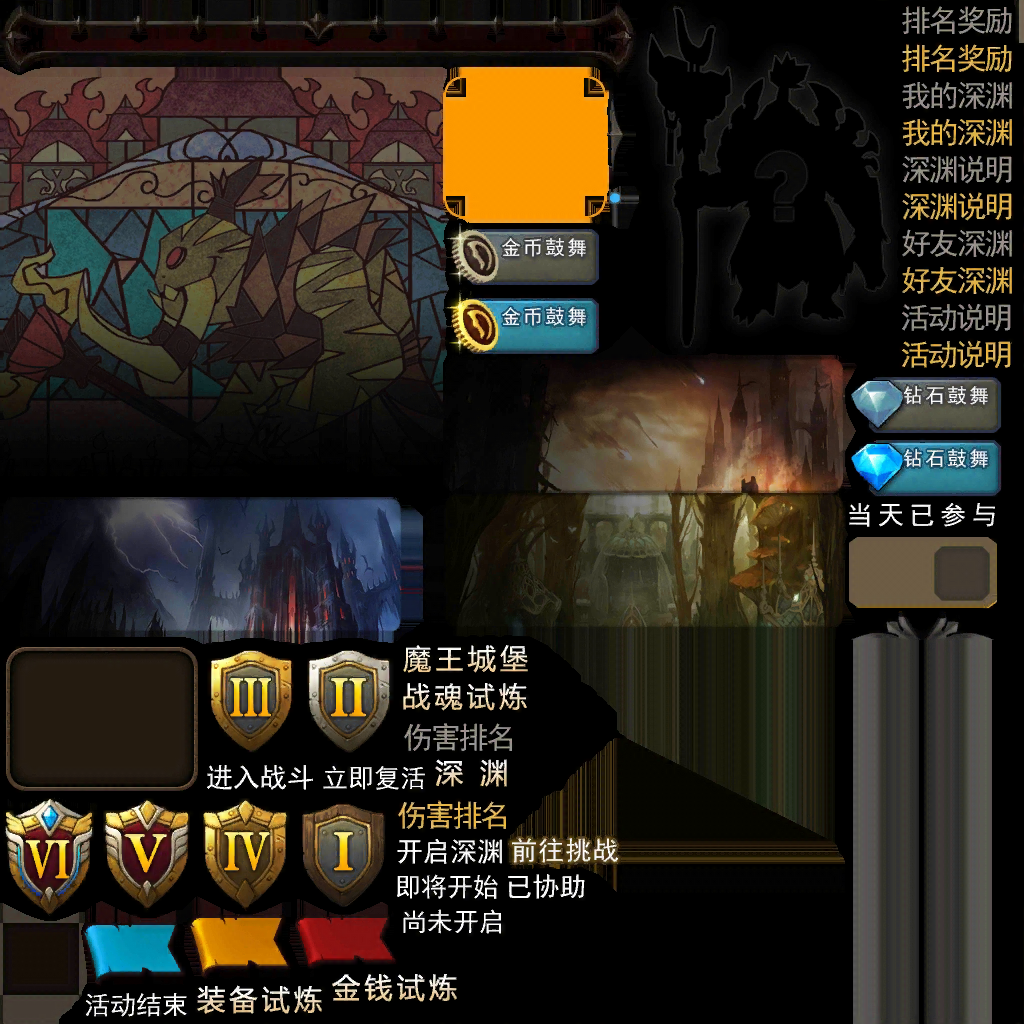 排名奖励
排名奖励
我的深渊
我的深渊
深渊说明
深渊说明
好友深渊
好友深渊
活动说明
活动说明
金币鼓舞
金币鼓舞
钻石鼓舞
钻石鼓舞
当天已参与
魔王城堡
战魂试炼
伤害排名
进入战斗 立即复活 深渊
III
II
VI
V
IV
I
伤害排名
开启深渊 前往挑战
即将开始 已协助
尚未开启
活动结束 装备试炼 金钱试炼
?